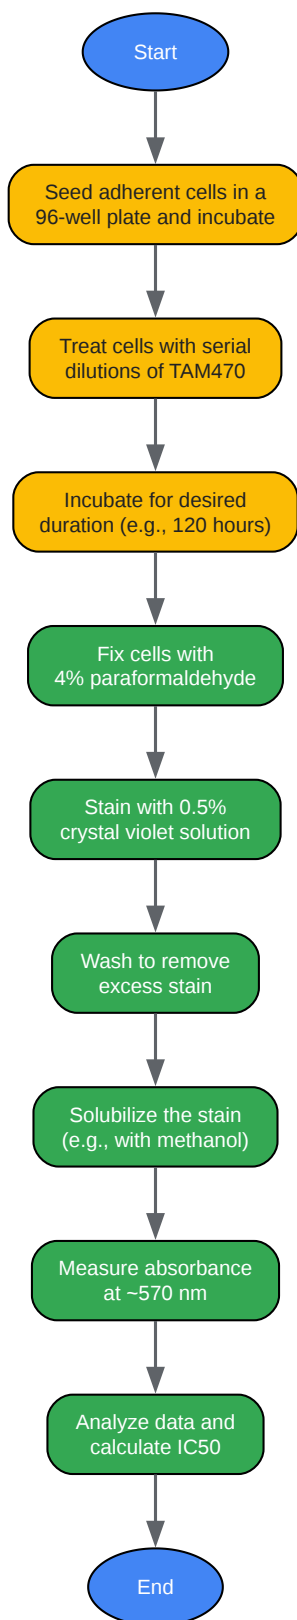 Start
Seed adherent cells in a
96-well plate and incubate
Treat cells with serial
dilutions of TAM470
Incubate for desired
duration (e.g., 120 hours)
Fix cells with
4% paraformaldehyde
Stain with 0.5%
crystal violet solution
Wash to remove
excess stain
Solubilize the stain
(e.g., with methanol)
Measure absorbance
at ~570 nm
Analyze data and
calculate IC50
End